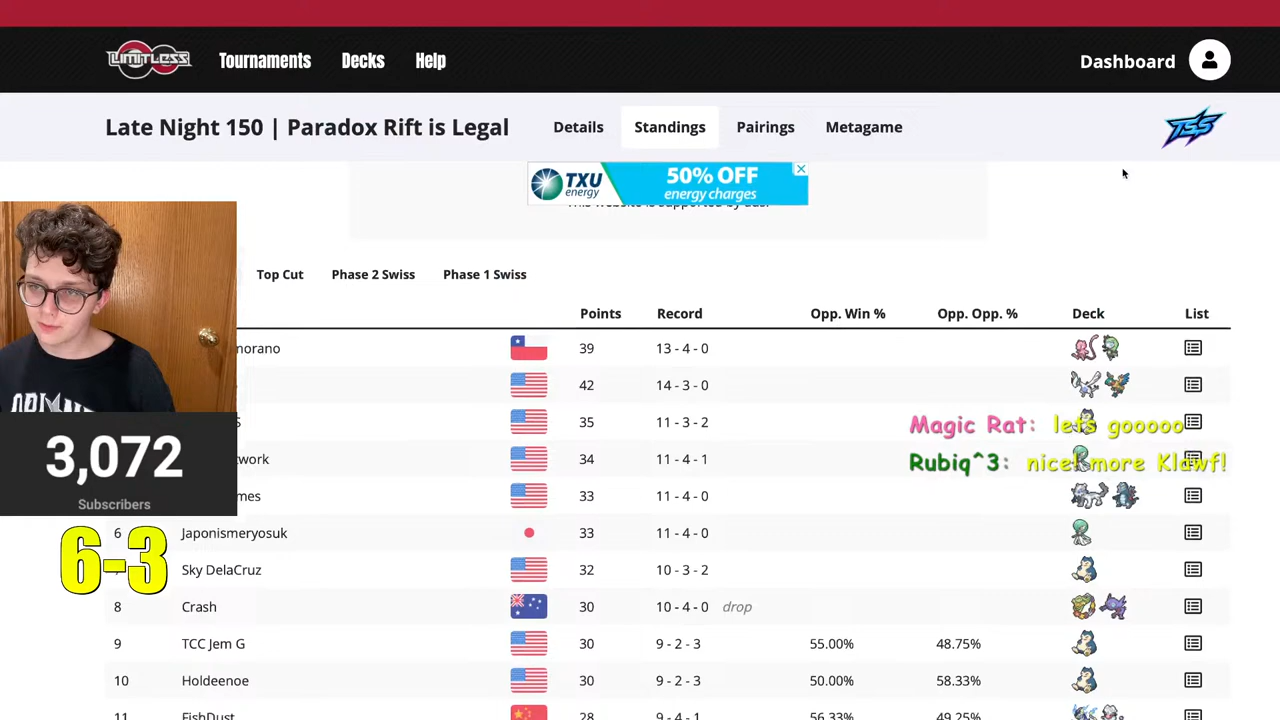 LIMITLESS
Tournaments Decks Help Dashboard
Late Night 150 | Paradox Rift is Legal Details Standings Pairings Metagame TSS
TXU energy
50% OFF
energy charges
Top Cut Phase 2 Swiss Phase 1 Swiss
Points Record Opp. Win % Opp. Opp. % Deck List
morano 39 13 - 4 - 0
42 14 - 3 - 0
S 35 11 - 3 - 2
Magic Rat: lets gooooo
work 34 11 - 4 - 1
Rubiq^3: nice! more Klawf!
mes 33 11 - 4 - 0
6 Japonismeryosuk 33 11 - 4 - 0
Sky DelaCruz 32 10 - 3 - 2
8 Crash 30 10 - 4 - 0 drop
9 TCC Jem G 30 9 - 2 - 3 55.00% 48.75%
10 Holdeenoe 30 9 - 2 - 3 50.00% 58.33%
11 FishDust 28 9 - 4 - 1 56.33% 49.25%
3,072
Subscribers
6-3